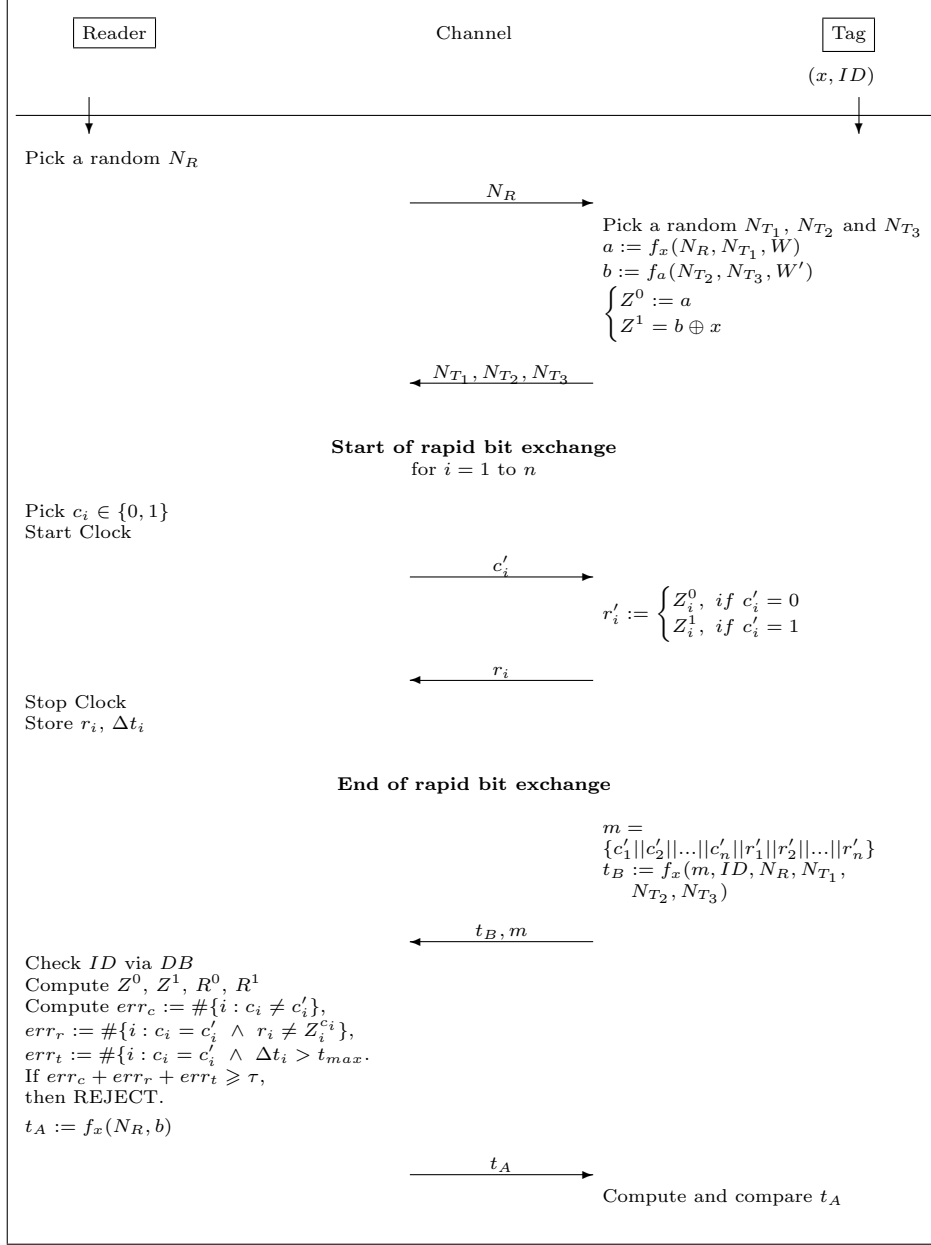 Reader Channel Tag
(x, ID)
Pick a random N_R
N_R
Pick a random N_{T_1}, N_{T_2} and N_{T_3}
a := f_x(N_R, N_{T_1}, W)
b := f_a(N_{T_2}, N_{T_3}, W')
{ Z^0 := a
Z^1 = b ⊕ x
N_{T_1}, N_{T_2}, N_{T_3}
Start of rapid bit exchange
for i = 1 to n
Pick c_i ∈ {0, 1}
Start Clock
c'_i
r'_i := { Z^0_i, if c'_i = 0
Z^1_i, if c'_i = 1
r_i
Stop Clock
Store r_i, Δt_i
End of rapid bit exchange
m =
{c'_1||c'_2||...||c'_n||r'_1||r'_2||...||r'_n}
t_B := f_x(m, ID, N_R, N_{T_1},
N_{T_2}, N_{T_3})
t_B, m
Check ID via DB
Compute Z^0, Z^1, R^0, R^1
Compute err_c := #{i : c_i ≠ c'_i},
err_r := #{i : c_i = c'_i ∧ r_i ≠ Z_i^{c_i}},
err_t := #{i : c_i = c'_i ∧ Δt_i > t_{max}.
If err_c + err_r + err_t ⩾ τ,
then REJECT.
t_A := f_x(N_R, b)
t_A
Compute and compare t_A